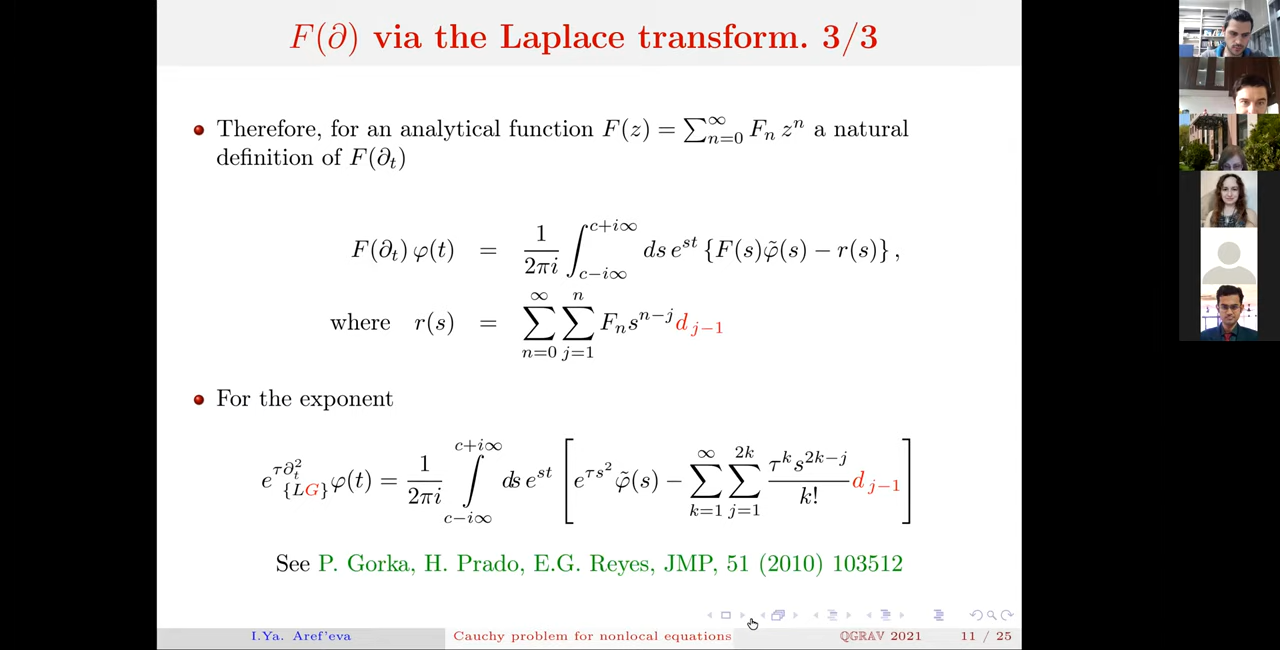 F(∂) via the Laplace transform. 3/3
Therefore, for an analytical function F(z) = ∑_{n=0}^{∞} F_n z^n a natural
definition of F(∂_t)
F(∂_t) φ(t) = \frac{1}{2πi} ∫_{c−i∞}^{c+i∞} ds e^{st} {F(s)φ̃(s) − r(s)} ,
where r(s) = ∑_{n=0}^{∞} ∑_{j=1}^{n} F_n s^{n−j} d_{j−1}
For the exponent
e^{τ∂_t^2}_{{LG}} φ(t) = \frac{1}{2πi} ∫_{c−i∞}^{c+i∞} ds e^{st} [ e^{τs^2} φ̃(s) − ∑_{k=1}^{∞} ∑_{j=1}^{2k} \frac{τ^k s^{2k−j}}{k!} d_{j−1} ]
See P. Gorka, H. Prado, E.G. Reyes, JMP, 51 (2010) 103512
I.Ya. Aref'eva Cauchy problem for nonlocal equations QGRAV 2021 11 / 25